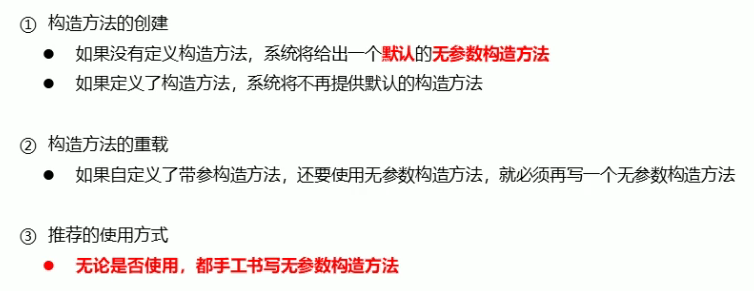 ① 构造方法的创建
● 如果没有定义构造方法，系统将给出一个默认的无参数构造方法
● 如果定义了构造方法，系统将不再提供默认的构造方法
② 构造方法的重载
● 如果自定义了带参构造方法，还要使用无参数构造方法，就必须再写一个无参数构造方法
③ 推荐的使用方式
● 无论是否使用，都手工书写无参数构造方法